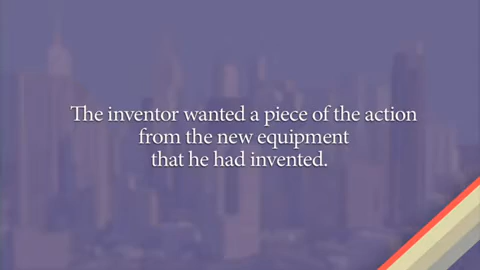 The inventor wanted a piece of the action
from the new equipment
that he had invented.